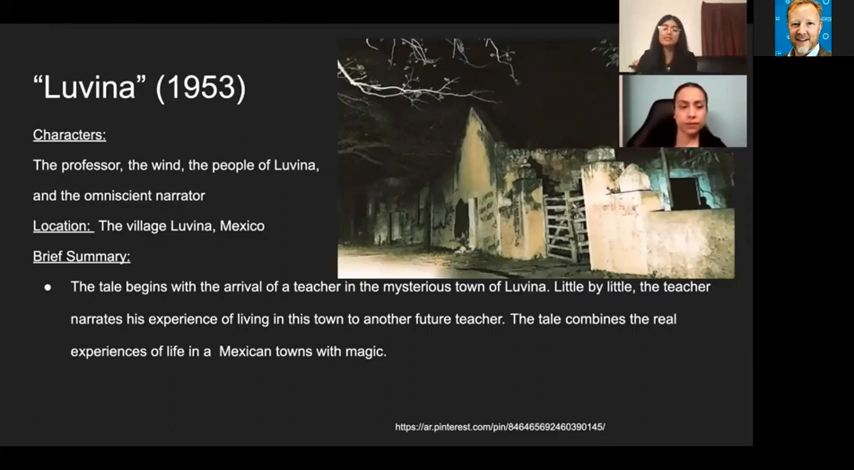 “Luvina” (1953)
Characters:
The professor, the wind, the people of Luvina,
and the omniscient narrator
Location:  The village Luvina, Mexico
Brief Summary:
● The tale begins with the arrival of a teacher in the mysterious town of Luvina. Little by little, the teacher
narrates his experience of living in this town to another future teacher. The tale combines the real
experiences of life in a  Mexican towns with magic.
https://ar.pinterest.com/pin/846465692460390145/